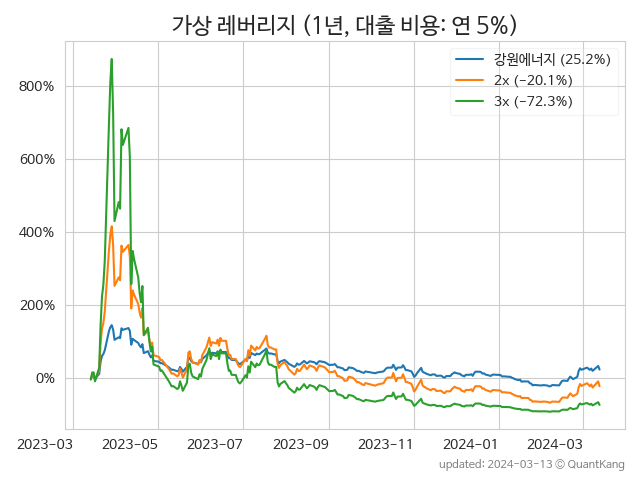 가상 레버리지 (1년, 대출 비용: 연 5%)
강원에너지 (25.2%)
2x (−20.1%)
3x (−72.3%)
800%
600%
400%
200%
0%
2023-03 2023-05 2023-07 2023-09 2023-11 2024-01 2024-03
updated: 2024-03-13 © QuantKang